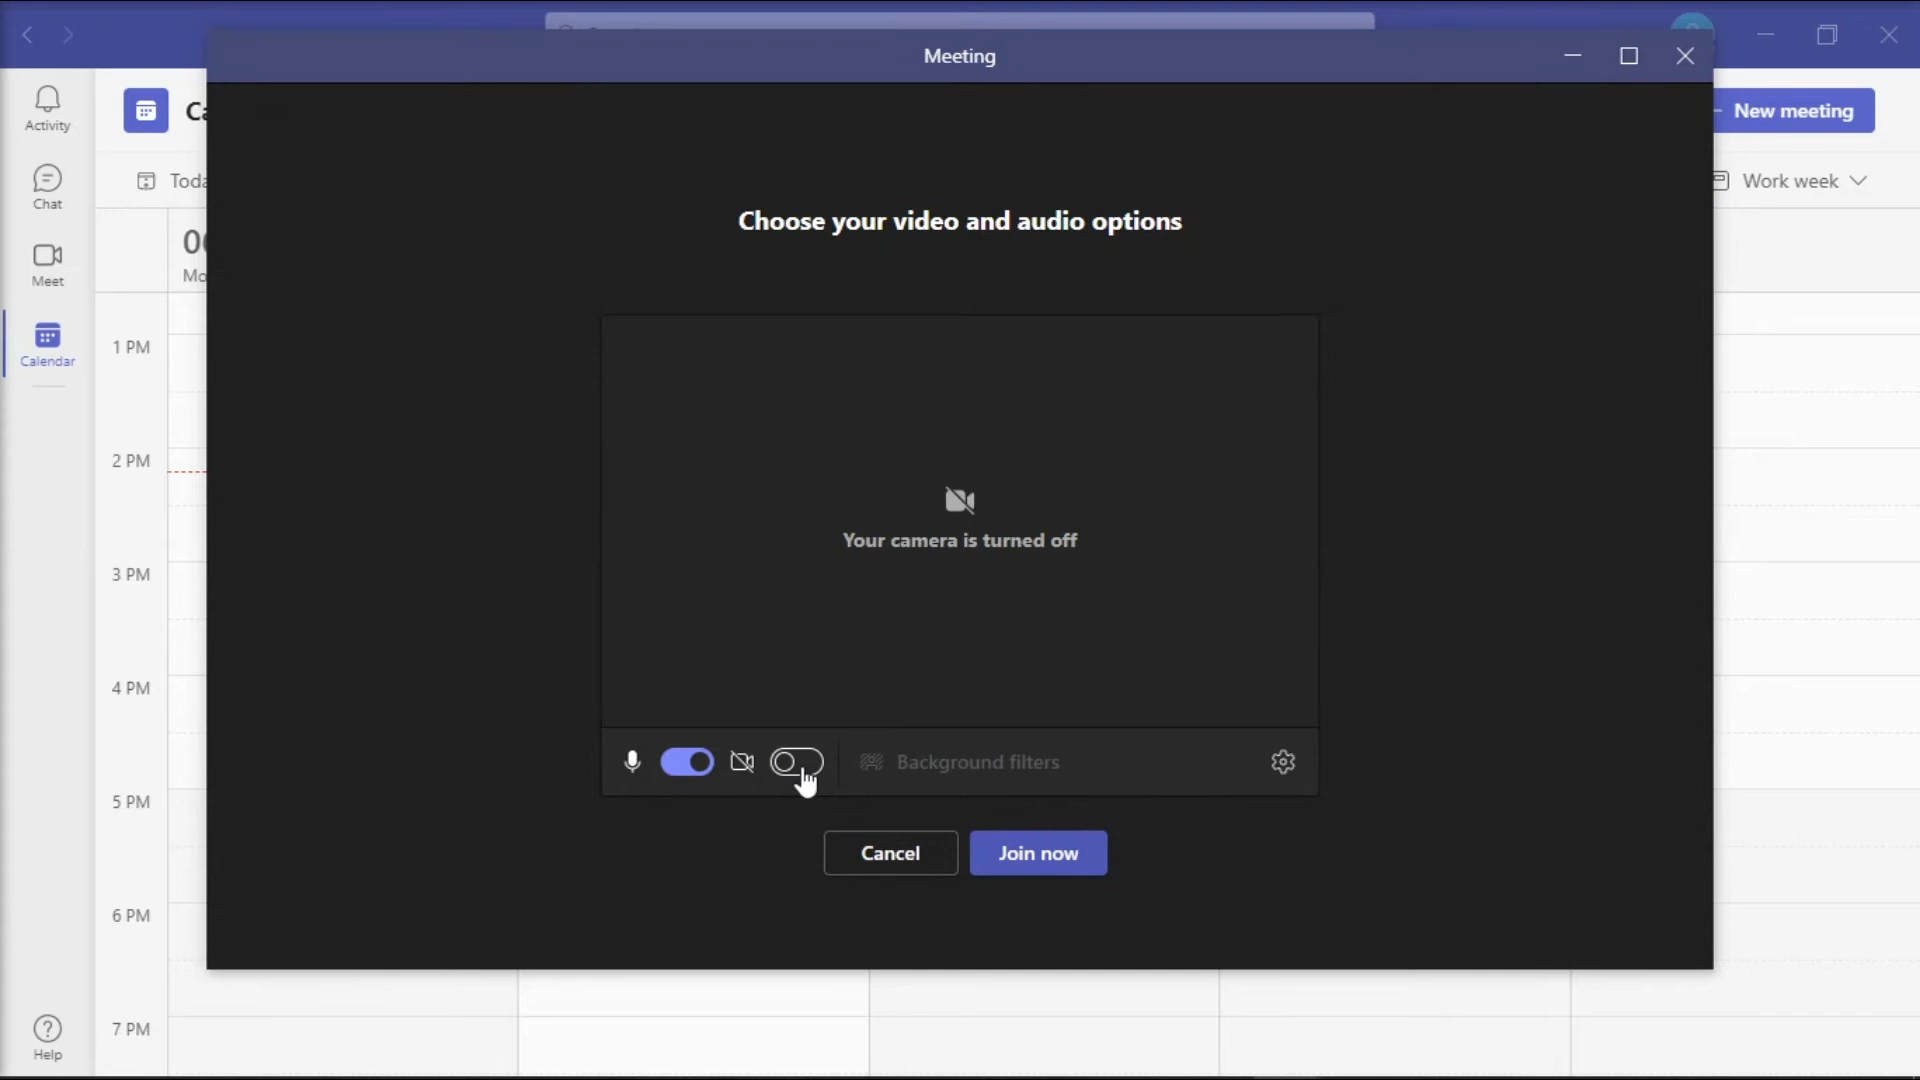 Meeting
Activity
Chat
Meet
Calendar
Help
New meeting
Work week
1 PM
2 PM
3 PM
4 PM
5 PM
6 PM
7 PM
Choose your video and audio options
Your camera is turned off
Background filters
Cancel
Join now